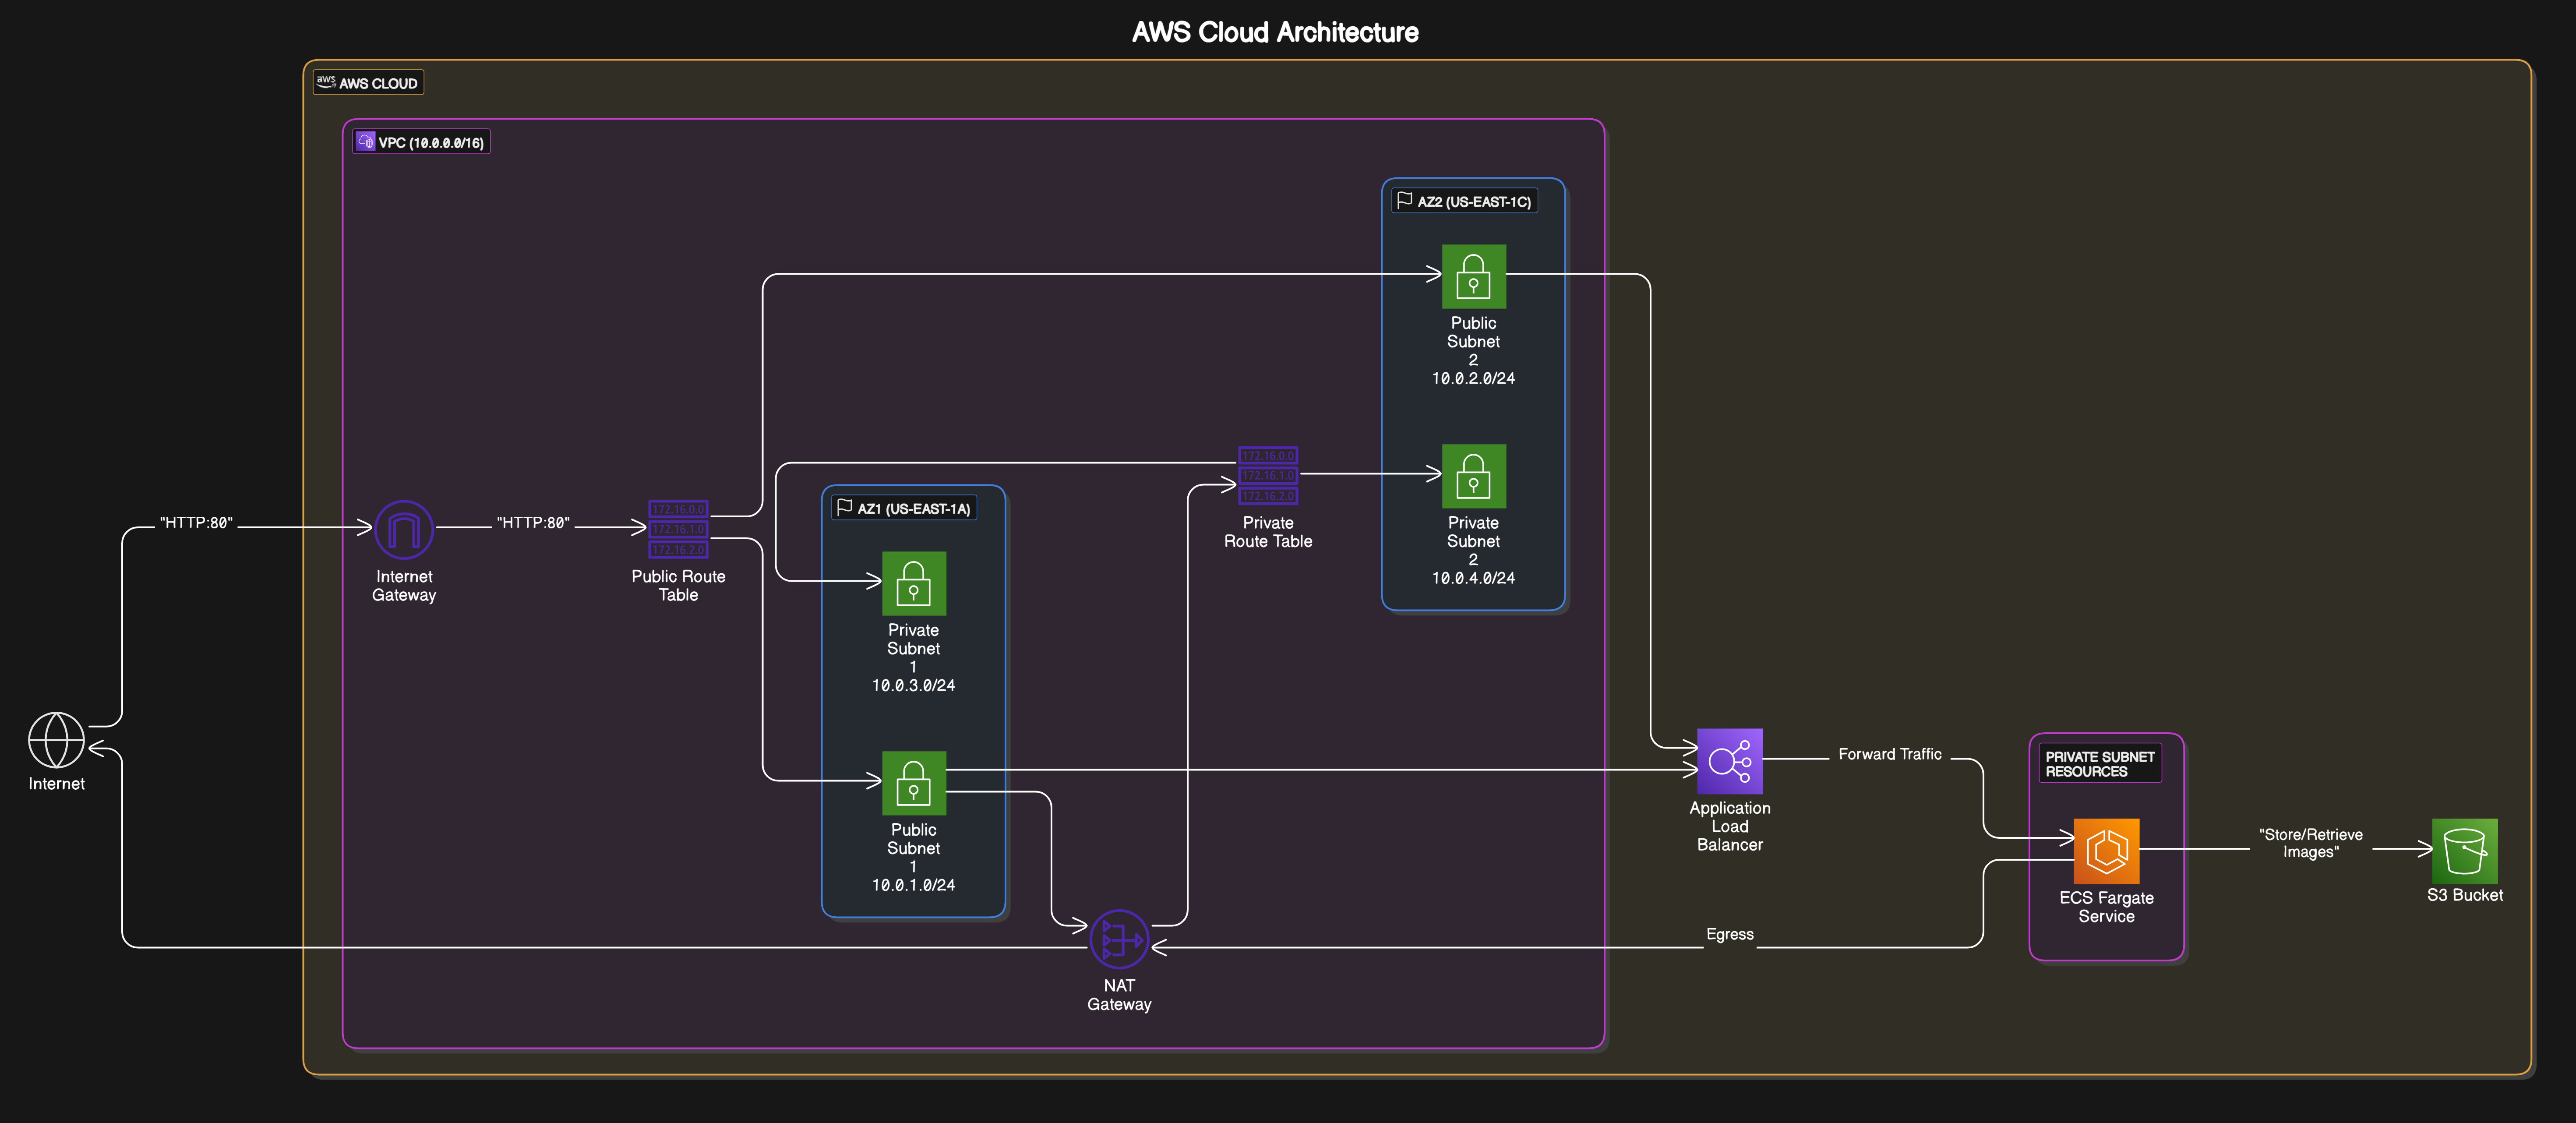 AWS Cloud Architecture
aws
AWS CLOUD
VPC (10.0.0.0/16)
AZ2 (US-EAST-1C)
Public
Subnet
2
10.0.2.0/24
172.16.0.0
172.16.1.0
172.16.2.0
Private
Route Table
Private
Subnet
2
10.0.4.0/24
"HTTP:80"
Internet
Gateway
"HTTP:80"
172.16.0.0
172.16.1.0
172.16.2.0
Public Route
Table
AZ1 (US-EAST-1A)
Private
Subnet
1
10.0.3.0/24
Public
Subnet
1
10.0.1.0/24
Internet
NAT
Gateway
Application
Load
Balancer
Forward Traffic
Egress
PRIVATE SUBNET
RESOURCES
ECS Fargate
Service
"Store/Retrieve
Images"
S3 Bucket